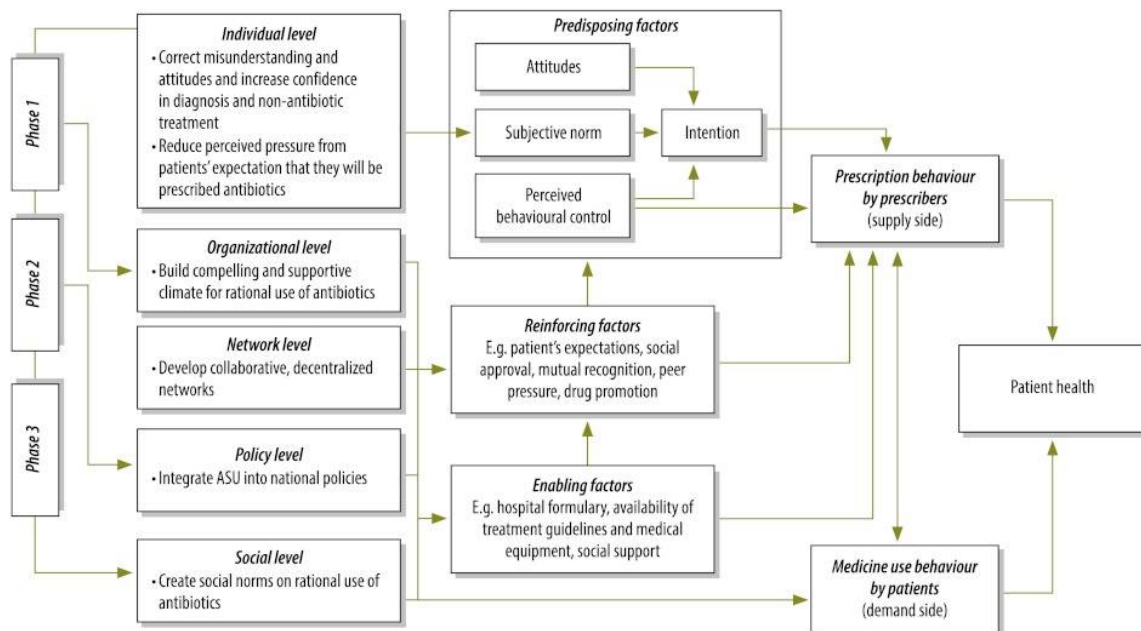 Phase 1
Phase 2
Phase 3
Individual level
• Correct misunderstanding and
attitudes and increase confidence
in diagnosis and non-antibiotic
treatment
• Reduce perceived pressure from
patients' expectation that they will be
prescribed antibiotics
Organizational level
• Build compelling and supportive
climate for rational use of antibiotics
Network level
• Develop collaborative, decentralized
networks
Policy level
• Integrate ASU into national policies
Social level
• Create social norms on rational use of
antibiotics
Predisposing factors
Attitudes
Subjective norm
Perceived
behavioural control
Intention
Reinforcing factors
E.g. patient's expectations, social
approval, mutual recognition, peer
pressure, drug promotion
Enabling factors
E.g. hospital formulary, availability of
treatment guidelines and medical
equipment, social support
Prescription behaviour
by prescribers
(supply side)
Medicine use behaviour
by patients
(demand side)
Patient health